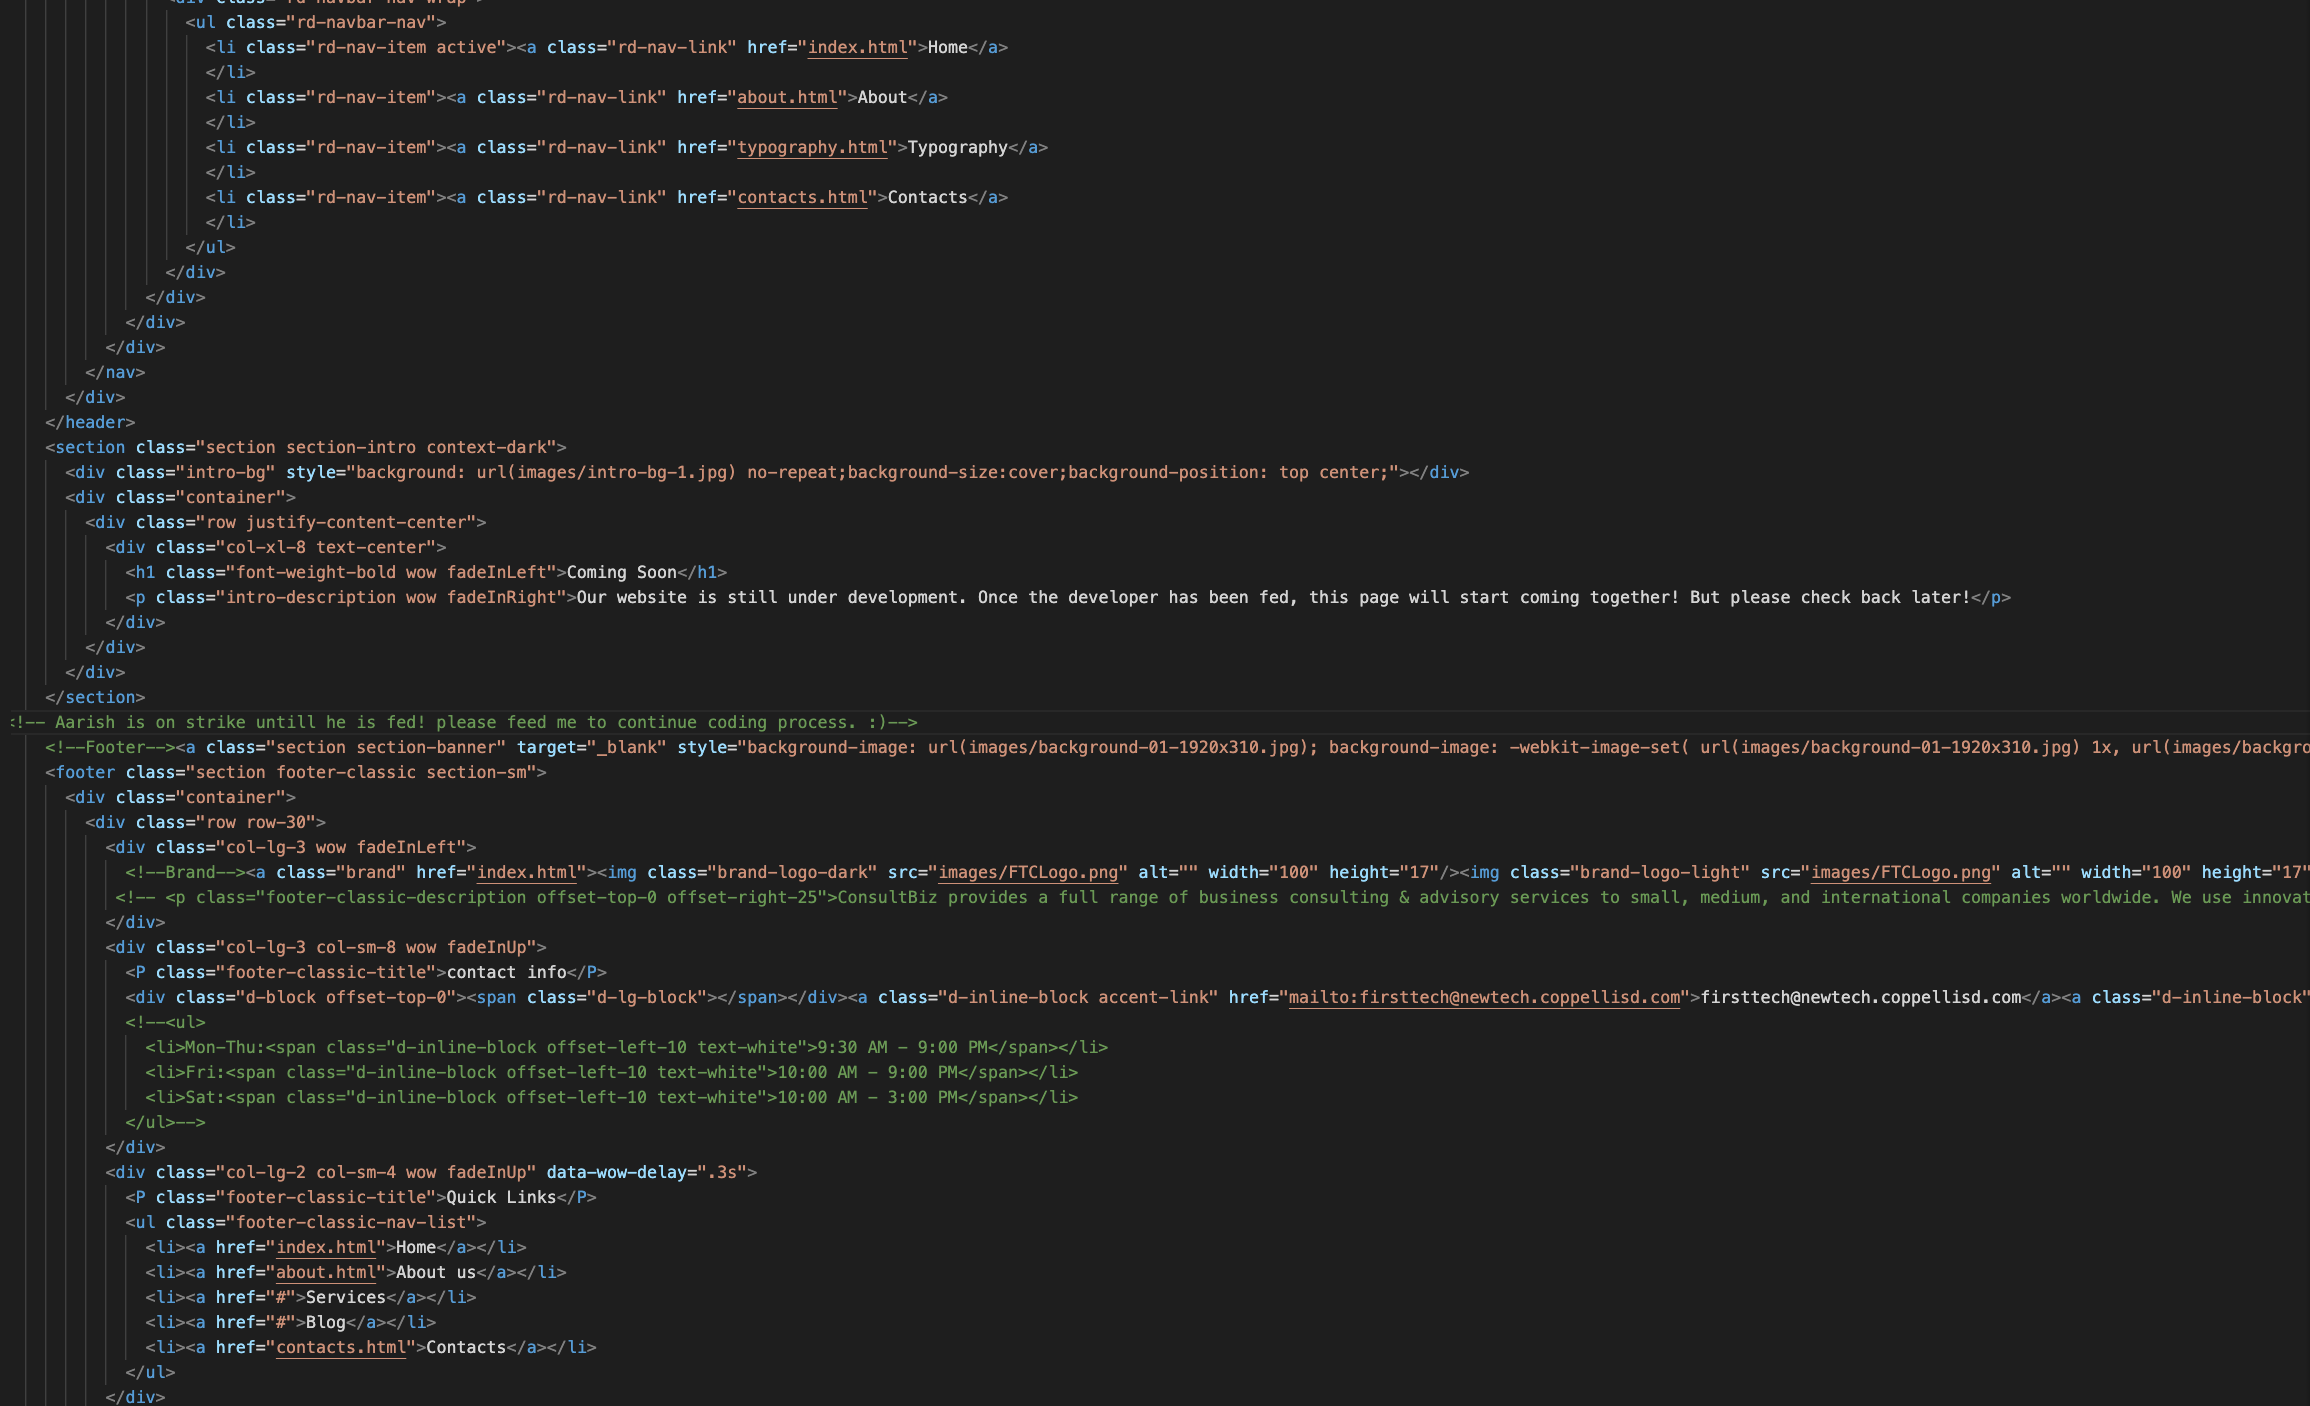 <div class="rd-navbar-nav-wrap">
<ul class="rd-navbar-nav">
<li class="rd-nav-item active"><a class="rd-nav-link" href="index.html">Home</a>
</li>
<li class="rd-nav-item"><a class="rd-nav-link" href="about.html">About</a>
</li>
<li class="rd-nav-item"><a class="rd-nav-link" href="typography.html">Typography</a>
</li>
<li class="rd-nav-item"><a class="rd-nav-link" href="contacts.html">Contacts</a>
</li>
</ul>
</div>
</div>
</div>
</div>
</nav>
</div>
</header>
<section class="section section-intro context-dark">
<div class="intro-bg" style="background: url(images/intro-bg-1.jpg) no-repeat;background-size:cover;background-position: top center;"></div>
<div class="container">
<div class="row justify-content-center">
<div class="col-xl-8 text-center">
<h1 class="font-weight-bold wow fadeInLeft">Coming Soon</h1>
<p class="intro-description wow fadeInRight">Our website is still under development. Once the developer has been fed, this page will start coming together! But please check back later!</p>
</div>
</div>
</div>
</section>
<!-- Aarish is on strike untill he is fed! please feed me to continue coding process. :)-->
<!--Footer--><a class="section section-banner" target="_blank" style="background-image: url(images/background-01-1920x310.jpg); background-image: -webkit-image-set( url(images/background-01-1920x310.jpg) 1x, url(images/backgro
<footer class="section footer-classic section-sm">
<div class="container">
<div class="row row-30">
<div class="col-lg-3 wow fadeInLeft">
<!--Brand--><a class="brand" href="index.html"><img class="brand-logo-dark" src="images/FTCLogo.png" alt="" width="100" height="17"/><img class="brand-logo-light" src="images/FTCLogo.png" alt="" width="100" height="17"
<!-- <p class="footer-classic-description offset-top-0 offset-right-25">ConsultBiz provides a full range of business consulting & advisory services to small, medium, and international companies worldwide. We use innovat
</div>
<div class="col-lg-3 col-sm-8 wow fadeInUp">
<P class="footer-classic-title">contact info</P>
<div class="d-block offset-top-0"><span class="d-lg-block"></span></div><a class="d-inline-block accent-link" href="mailto:firsttech@newtech.coppellisd.com">firsttech@newtech.coppellisd.com</a><a class="d-inline-block"
<!--<ul>
<li>Mon-Thu:<span class="d-inline-block offset-left-10 text-white">9:30 AM - 9:00 PM</span></li>
<li>Fri:<span class="d-inline-block offset-left-10 text-white">10:00 AM - 9:00 PM</span></li>
<li>Sat:<span class="d-inline-block offset-left-10 text-white">10:00 AM - 3:00 PM</span></li>
</ul>-->
</div>
<div class="col-lg-2 col-sm-4 wow fadeInUp" data-wow-delay=".3s">
<P class="footer-classic-title">Quick Links</P>
<ul class="footer-classic-nav-list">
<li><a href="index.html">Home</a></li>
<li><a href="about.html">About us</a></li>
<li><a href="#">Services</a></li>
<li><a href="#">Blog</a></li>
<li><a href="contacts.html">Contacts</a></li>
</ul>
</div>